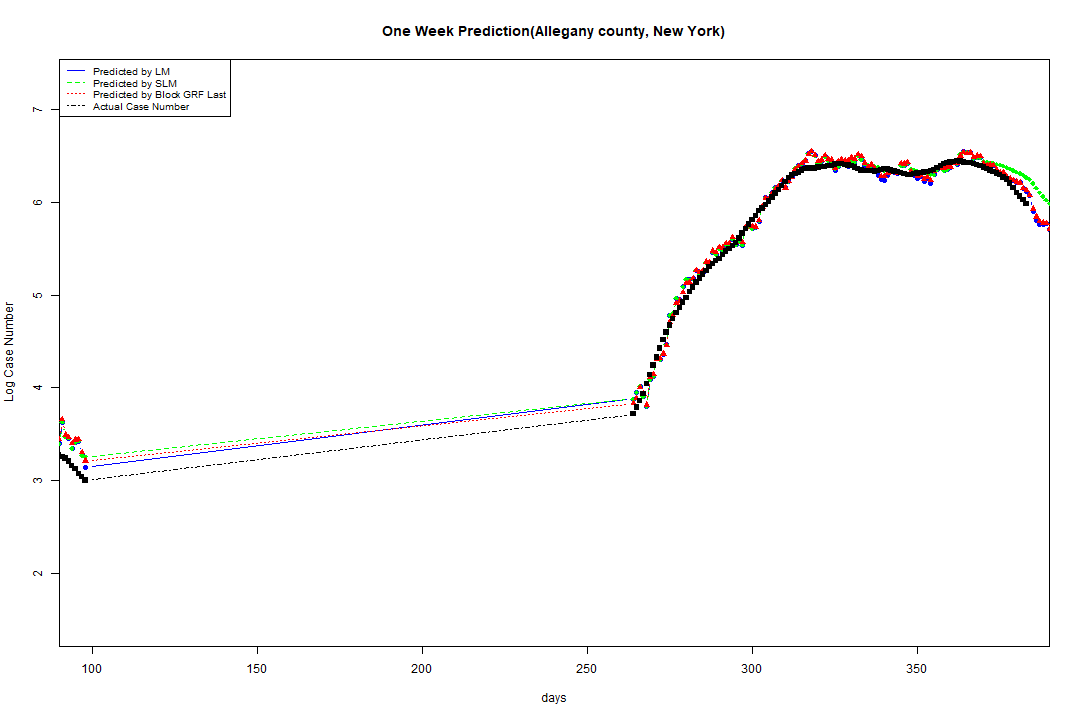 One Week Prediction(Allegany county, New York)
Predicted by LM
Predicted by SLM
Predicted by Block GRF Last
Actual Case Number
7
6
5
4
3
2
Log Case Number
100 150 200 250 300 350
days